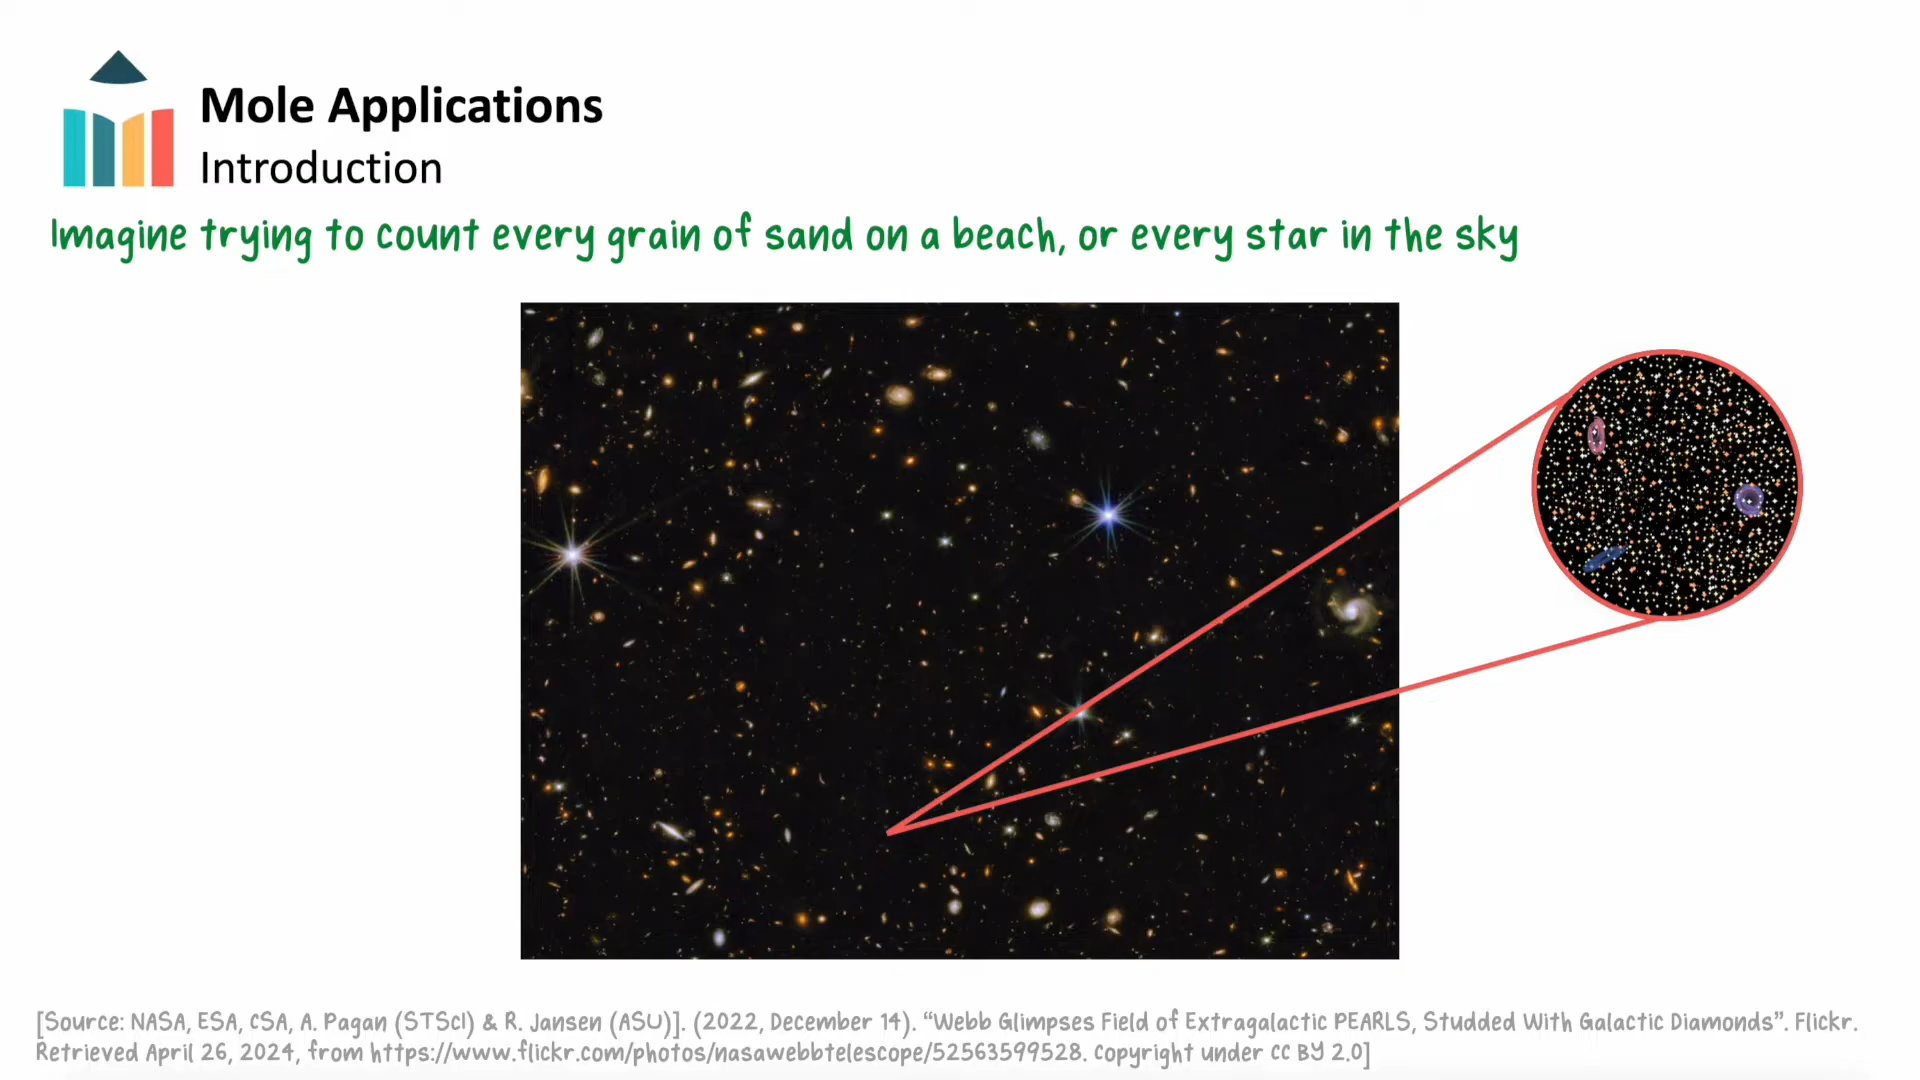 Mole Applications
Introduction
Imagine trying to count every grain of sand on a beach, or every star in the sky
[Source: NASA, ESA, CSA, A. Pagan (STScI) & R. Jansen (ASU)]. (2022, December 14). “Webb Glimpses Field of Extragalactic PEARLS, Studded With Galactic Diamonds”. Flickr.
Retrieved April 26, 2024, from https://www.flickr.com/photos/nasawebbtelescope/52563599528. Copyright under CC BY 2.0]